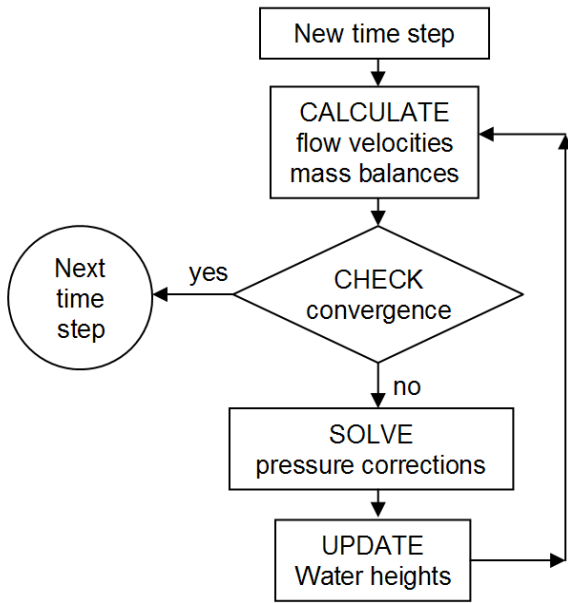 New time step
CALCULATE
flow velocities
mass balances
CHECK
convergence
yes
Next
time
step
no
SOLVE
pressure corrections
UPDATE
Water heights